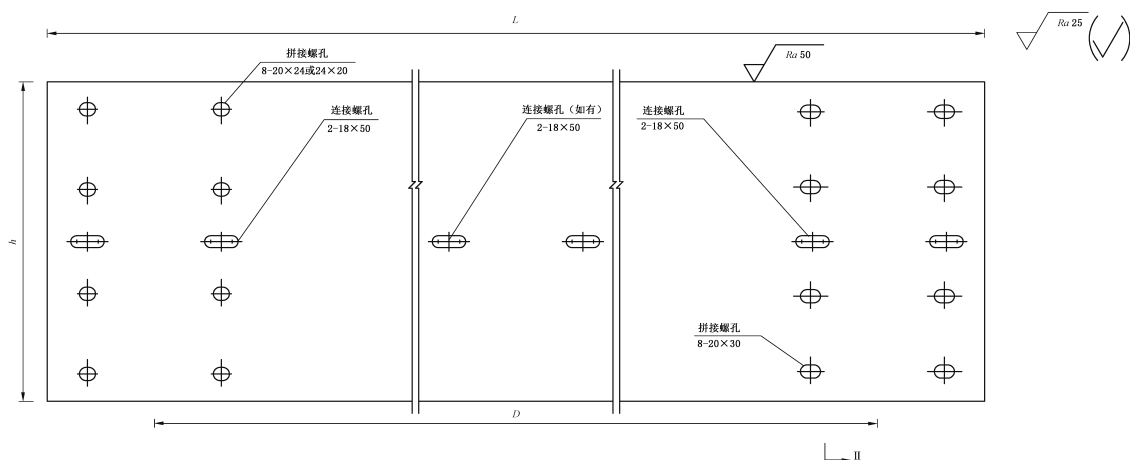 L
Ra 25
拼接螺孔
8-20×24或24×20
Ra 50
连接螺孔
2-18×50
连接螺孔（如有）
2-18×50
连接螺孔
2-18×50
h
拼接螺孔
8-20×30
D
II